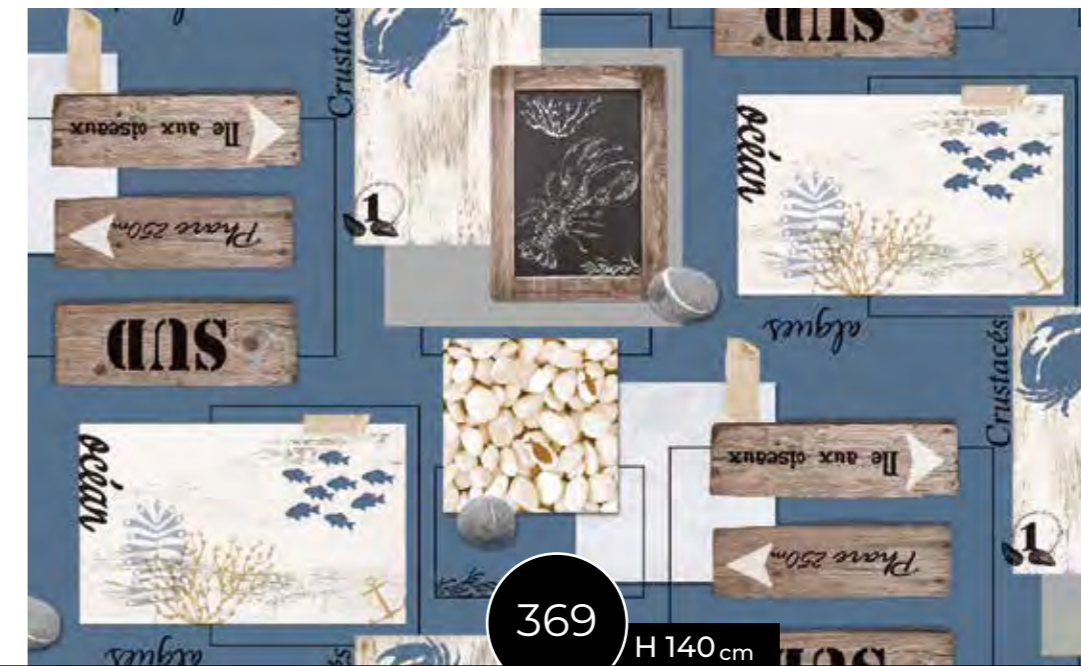 SUD
Crustacés
Ile aux oiseaux
1
océan
Phare 250m
SUD
algues
Crustacés
océan
Ile aux oiseaux
1
Phare 250m
algues
369
H 140 cm